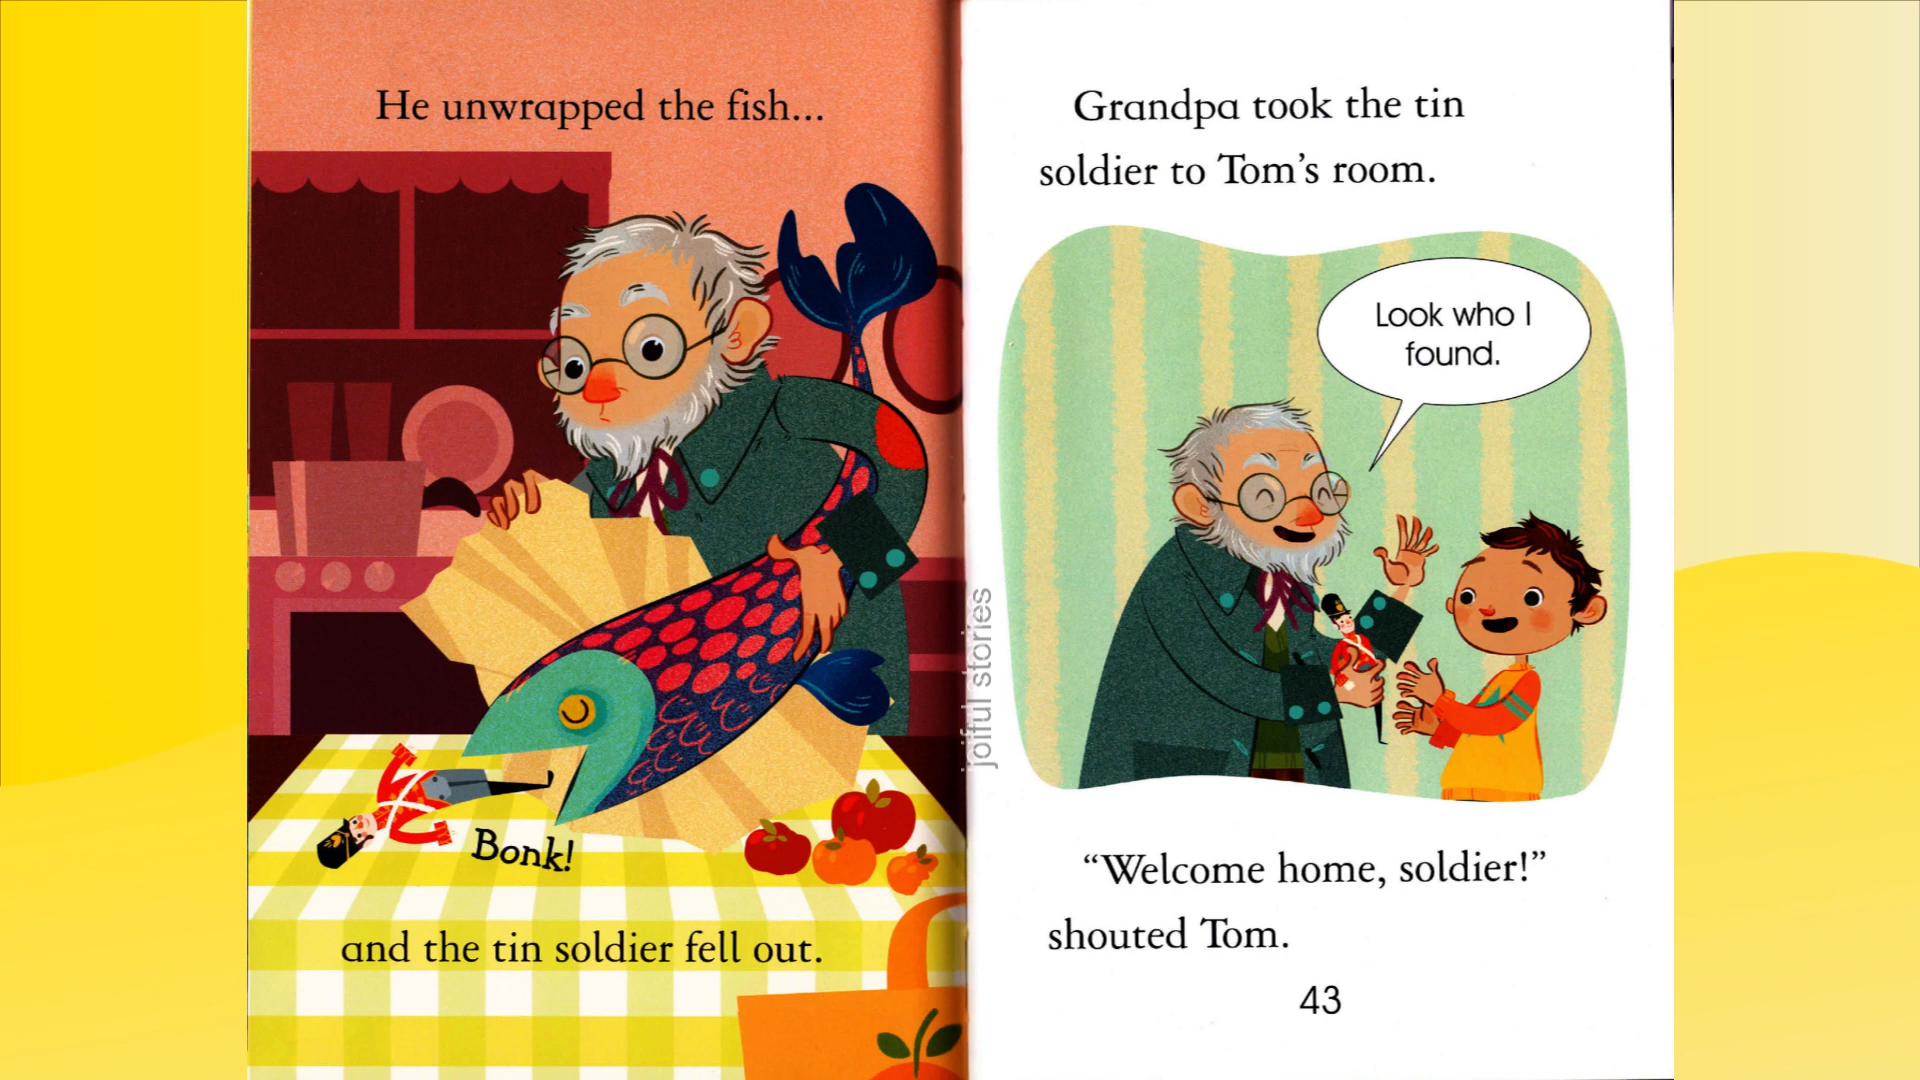 He unwrapped the fish...
Bonk!
and the tin soldier fell out.
joiful stories
Grandpa took the tin
soldier to Tom's room.
Look who I
found.
“Welcome home, soldier!”
shouted Tom.
43